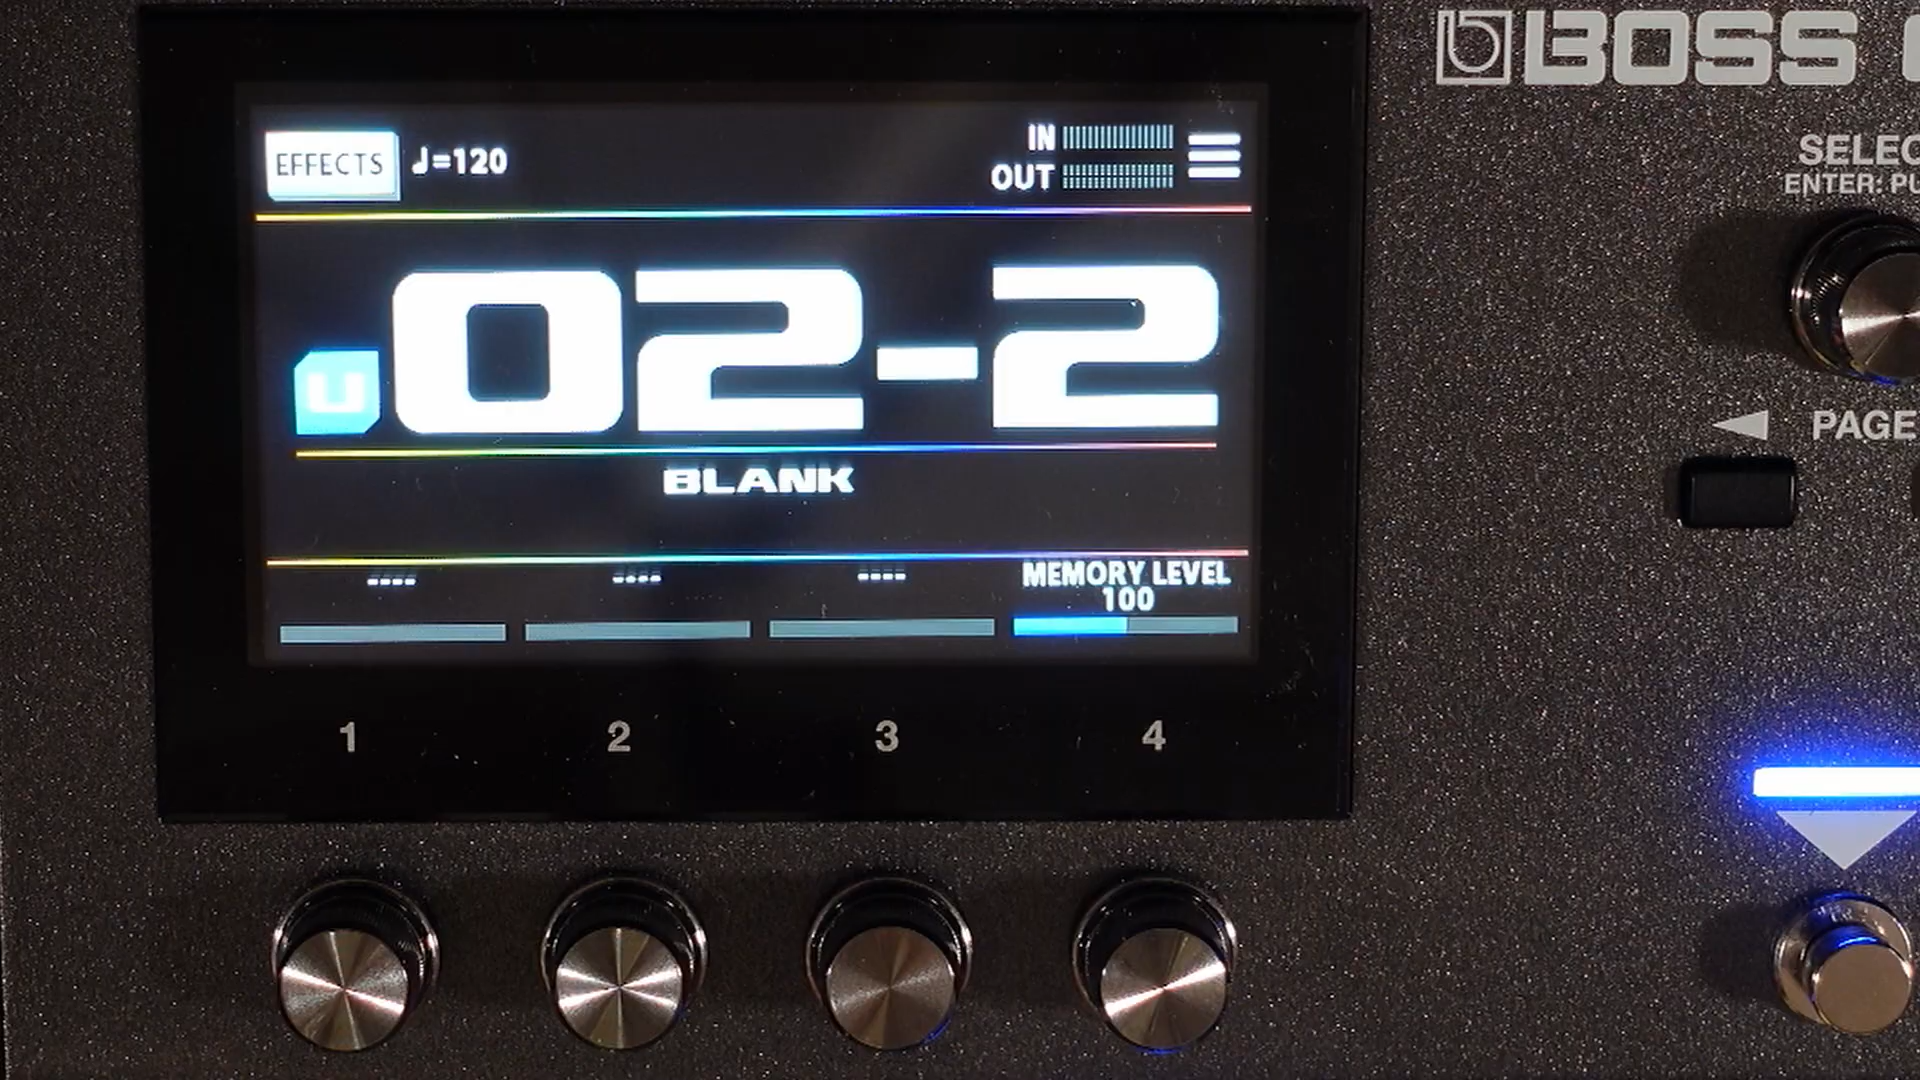 BOSS
EFFECTS
♩=120
IN
OUT
SELEC
ENTER: PU
U
02-2
BLANK
PAGE
----
----
----
MEMORY LEVEL
100
1
2
3
4